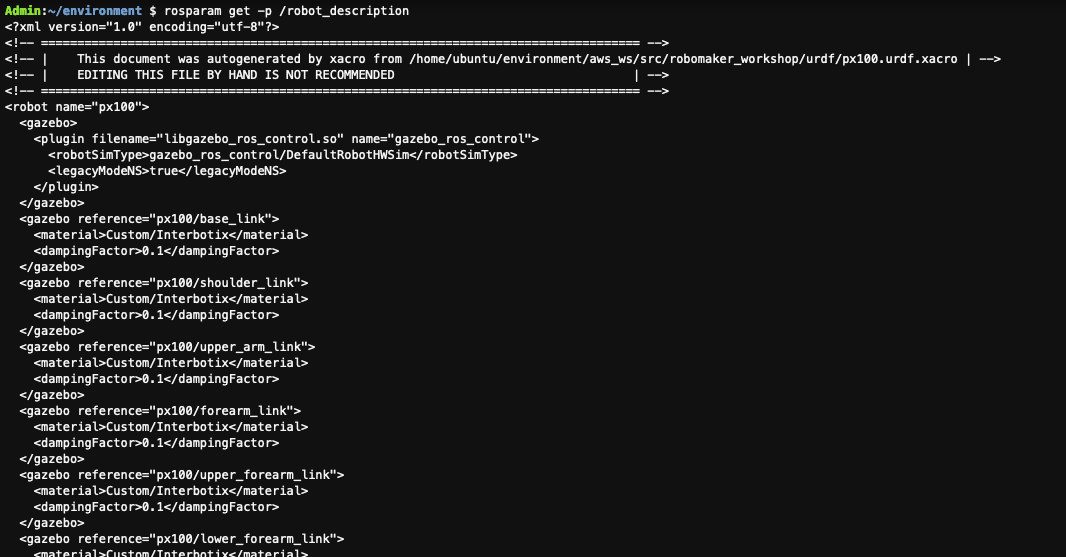 Admin:~/environment $ rosparam get -p /robot_description
<?xml version="1.0" encoding="utf-8"?>
<!-- =================================================================================== -->
<!-- |    This document was autogenerated by xacro from /home/ubuntu/environment/aws_ws/src/robomaker_workshop/urdf/px100.urdf.xacro | -->
<!-- |    EDITING THIS FILE BY HAND IS NOT RECOMMENDED                                 | -->
<!-- =================================================================================== -->
<robot name="px100">
  <gazebo>
    <plugin filename="libgazebo_ros_control.so" name="gazebo_ros_control">
      <robotSimType>gazebo_ros_control/DefaultRobotHWSim</robotSimType>
      <legacyModeNS>true</legacyModeNS>
    </plugin>
  </gazebo>
  <gazebo reference="px100/base_link">
    <material>Custom/Interbotix</material>
    <dampingFactor>0.1</dampingFactor>
  </gazebo>
  <gazebo reference="px100/shoulder_link">
    <material>Custom/Interbotix</material>
    <dampingFactor>0.1</dampingFactor>
  </gazebo>
  <gazebo reference="px100/upper_arm_link">
    <material>Custom/Interbotix</material>
    <dampingFactor>0.1</dampingFactor>
  </gazebo>
  <gazebo reference="px100/forearm_link">
    <material>Custom/Interbotix</material>
    <dampingFactor>0.1</dampingFactor>
  </gazebo>
  <gazebo reference="px100/upper_forearm_link">
    <material>Custom/Interbotix</material>
    <dampingFactor>0.1</dampingFactor>
  </gazebo>
  <gazebo reference="px100/lower_forearm_link">
    <material>Custom/Interbotix</material>